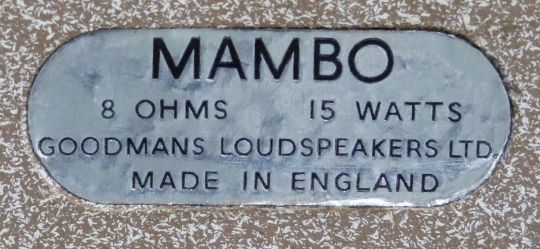 MAMBO
8 OHMS 15 WATTS
GOODMANS LOUDSPEAKERS LTD.
MADE IN ENGLAND